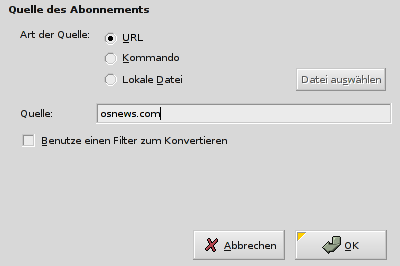 Quelle des Abonnements
Art der Quelle: URL
Kommando
Lokale Datei Datei auswählen
Quelle: osnews.com
Benutze einen Filter zum Konvertieren
Abbrechen OK